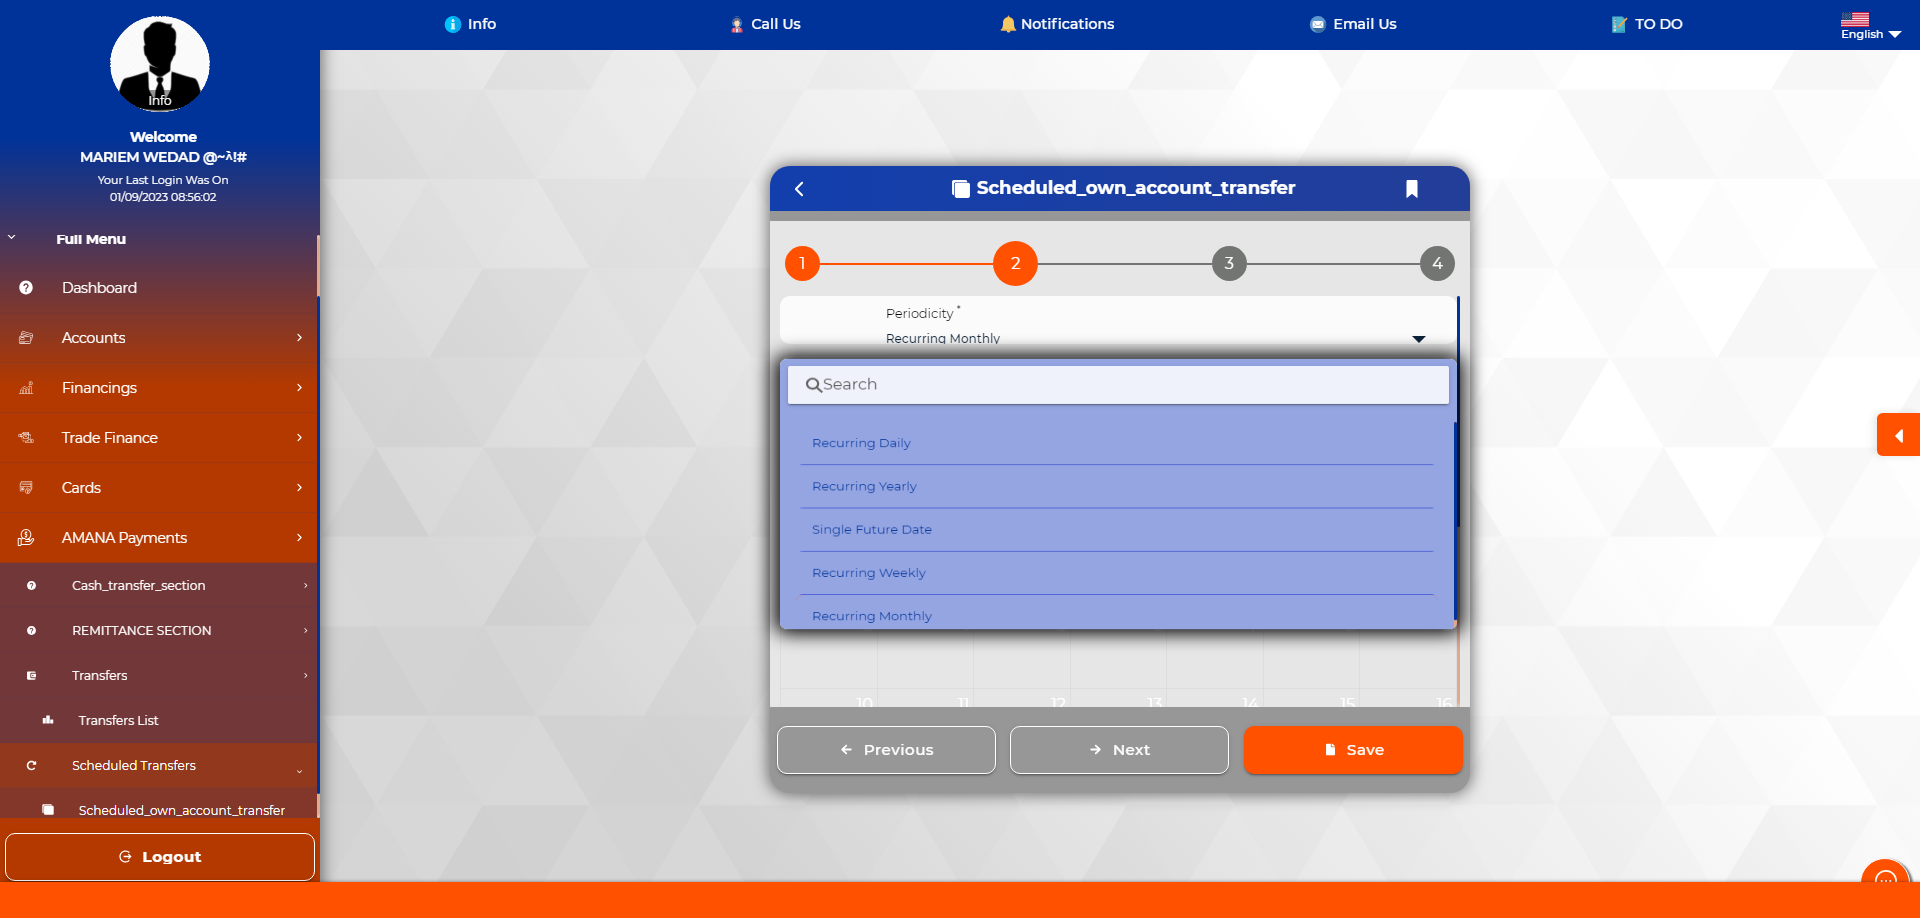 Info
Call Us
Notifications
Email Us
TO DO
English
Info
Welcome
MARIEM WEDAD @~λ!#
Your Last Login Was On
01/09/2023 08:56:02
Full Menu
Dashboard
Accounts
Financings
Trade Finance
Cards
AMANA Payments
Cash_transfer_section
REMITTANCE SECTION
Transfers
Transfers List
Scheduled Transfers
Scheduled_own_account_transfer
Logout
Scheduled_own_account_transfer
1
2
3
4
Periodicity *
Recurring Monthly
Search
Recurring Daily
Recurring Yearly
Single Future Date
Recurring Weekly
Recurring Monthly
10 11 12 13 14 15 16
Previous
Next
Save